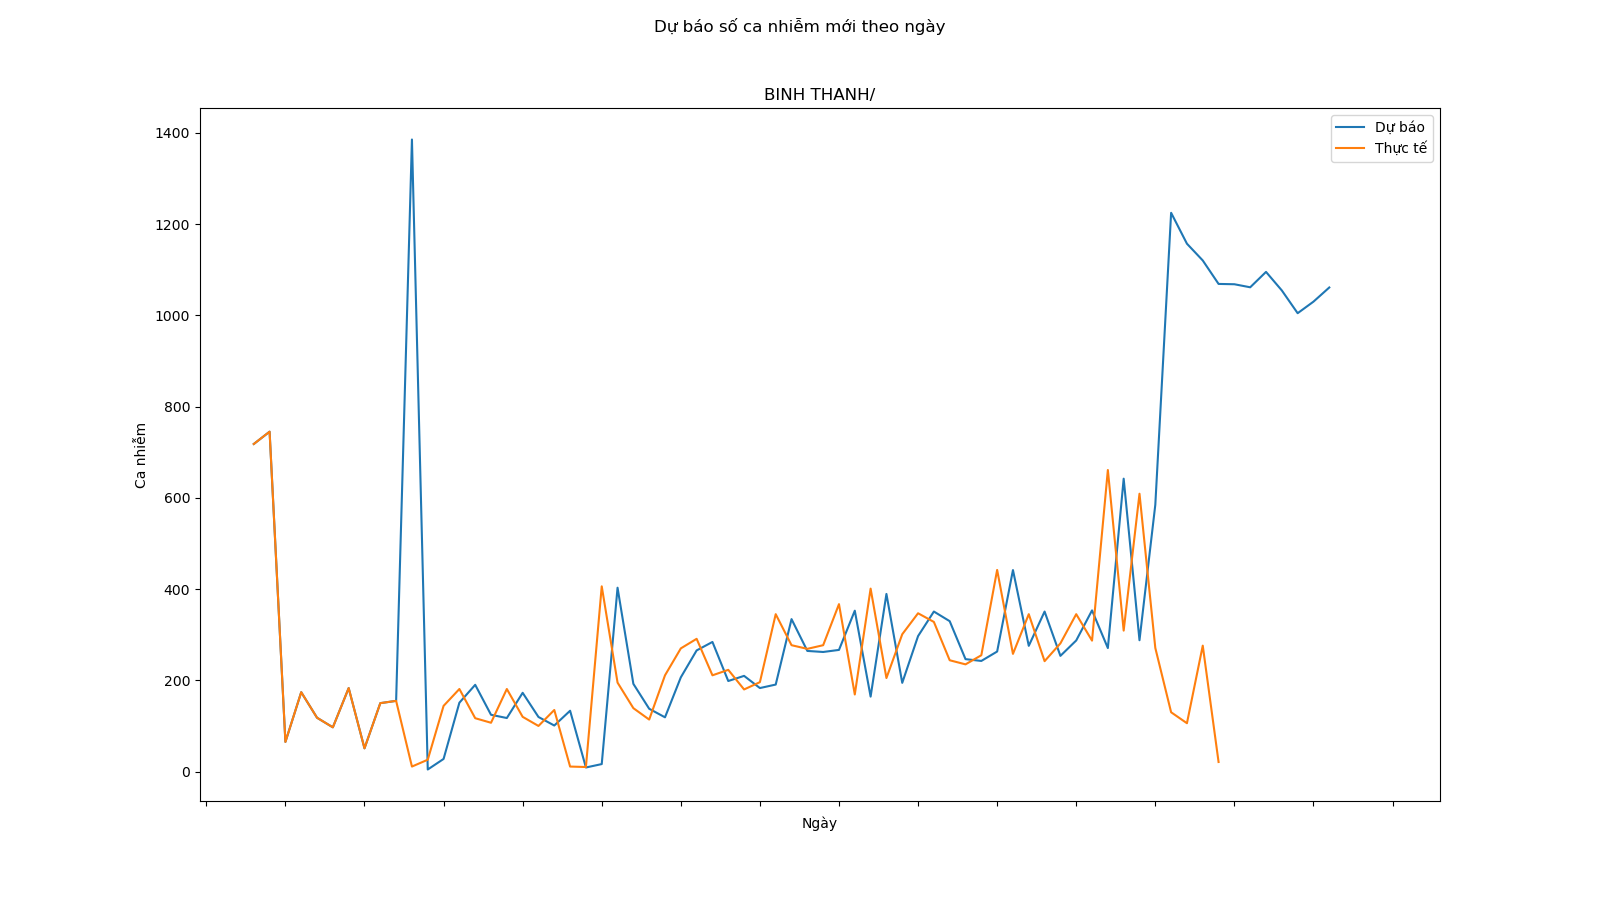 Dự báo số ca nhiễm mới theo ngày
BINH THANH/
Dự báo
Thực tế
1400
1200
1000
800
600
400
200
0
Ca nhiễm
Ngày